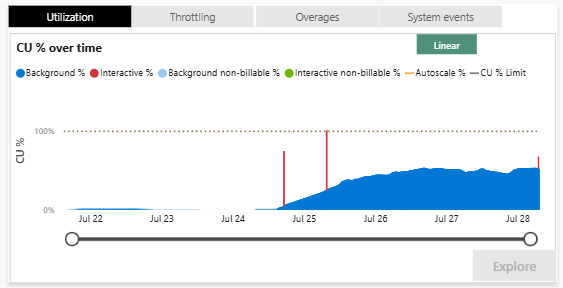 Utilization Throttling Overages System events
CU % over time
Linear
Background % Interactive % Background non-billable % Interactive non-billable % Autoscale % CU % Limit
100%
CU %
0%
Jul 22 Jul 23 Jul 24 Jul 25 Jul 26 Jul 27 Jul 28
Explore